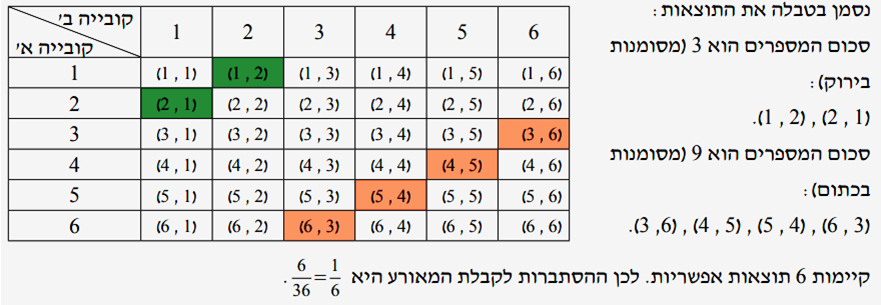 נסמן בטבלה את התוצאות:
סכום המספרים הוא 3 (מסומנות
בירוק):
(2 , 1) , (1 , 2).
סכום המספרים הוא 9 (מסומנות
בכתום):
(6 , 3) , (5 , 4) , (4 , 5) , (3 ,6).
קובייה ב' 1 2 3 4 5 6
קובייה א'
1 (1 , 1) (1 , 2) (1 , 3) (1 , 4) (1 , 5) (1 , 6)
2 (2 , 1) (2 , 2) (2 , 3) (2 , 4) (2 , 5) (2 , 6)
3 (3 , 1) (3 , 2) (3 , 3) (3 , 4) (3 , 5) (3 , 6)
4 (4 , 1) (4 , 2) (4 , 3) (4 , 4) (4 , 5) (4 , 6)
5 (5 , 1) (5 , 2) (5 , 3) (5 , 4) (5 , 5) (5 , 6)
6 (6 , 1) (6 , 2) (6 , 3) (6 , 4) (6 , 5) (6 , 6)
קיימות 6 תוצאות אפשריות. לכן ההסתברות לקבלת המאורע היא 6/36=1/6.